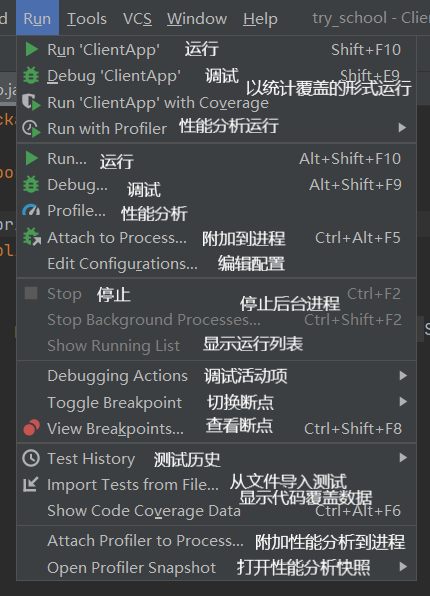 Run Tools VCS Window Help try_school - Clie
Run 'ClientApp' 运行 Shift+F10
Debug 'ClientApp' 调试 Shift+F9
Run 'ClientApp' with Coverage 以统计覆盖的形式运行
Run with Profiler 性能分析运行
Run... 运行 Alt+Shift+F10
Debug... 调试 Alt+Shift+F9
Profile... 性能分析
Attach to Process... 附加到进程 Ctrl+Alt+F5
Edit Configurations... 编辑配置
Stop 停止 Ctrl+F2
Stop Background Processes... 停止后台进程 Ctrl+Shift+F2
Show Running List 显示运行列表
Debugging Actions 调试活动项
Toggle Breakpoint 切换断点
View Breakpoints... 查看断点 Ctrl+Shift+F8
Test History 测试历史
Import Tests from File... 从文件导入测试
Show Code Coverage Data 显示代码覆盖数据 Ctrl+Alt+F6
Attach Profiler to Process... 附加性能分析到进程
Open Profiler Snapshot 打开性能分析快照